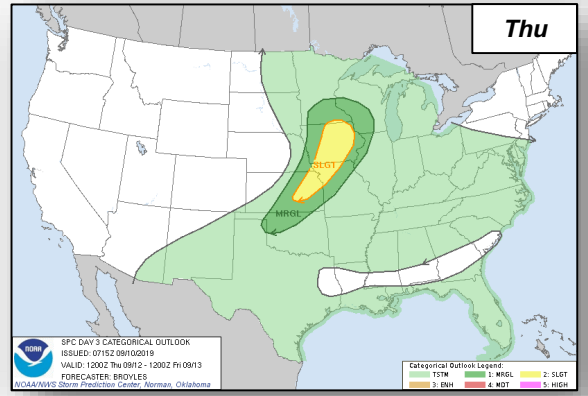 Thu
SLGT
MRGL
NOAA
SPC DAY 3 CATEGORICAL OUTLOOK
ISSUED: 0715Z 09/10/2019
VALID: 1200Z Thu 09/12 - 1200Z Fri 09/13
FORECASTER: BROYLES
NOAA/NWS Storm Prediction Center, Norman, Oklahoma
Categorical Outlook Legend:
TSTM 1: MRGL 2: SLGT
3: ENH 4: MDT 5: HIGH